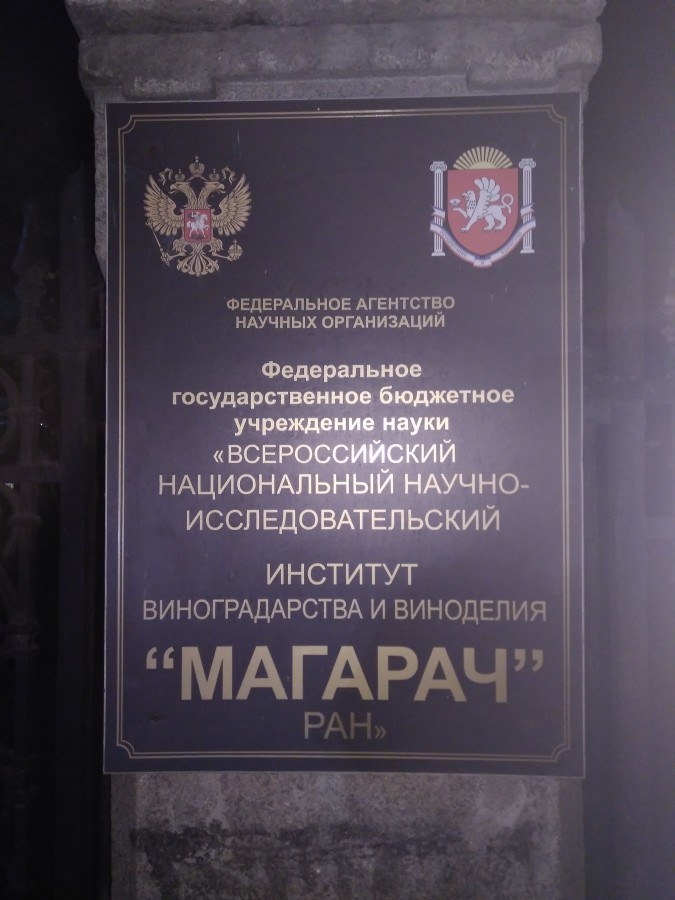 ФЕДЕРАЛЬНОЕ АГЕНТСТВО
НАУЧНЫХ ОРГАНИЗАЦИЙ
Федеральное
государственное бюджетное
учреждение науки
«ВСЕРОССИЙСКИЙ
НАЦИОНАЛЬНЫЙ НАУЧНО-
ИССЛЕДОВАТЕЛЬСКИЙ
ИНСТИТУТ
ВИНОГРАДАРСТВА И ВИНОДЕЛИЯ
“МАГАРАЧ”
РАН»